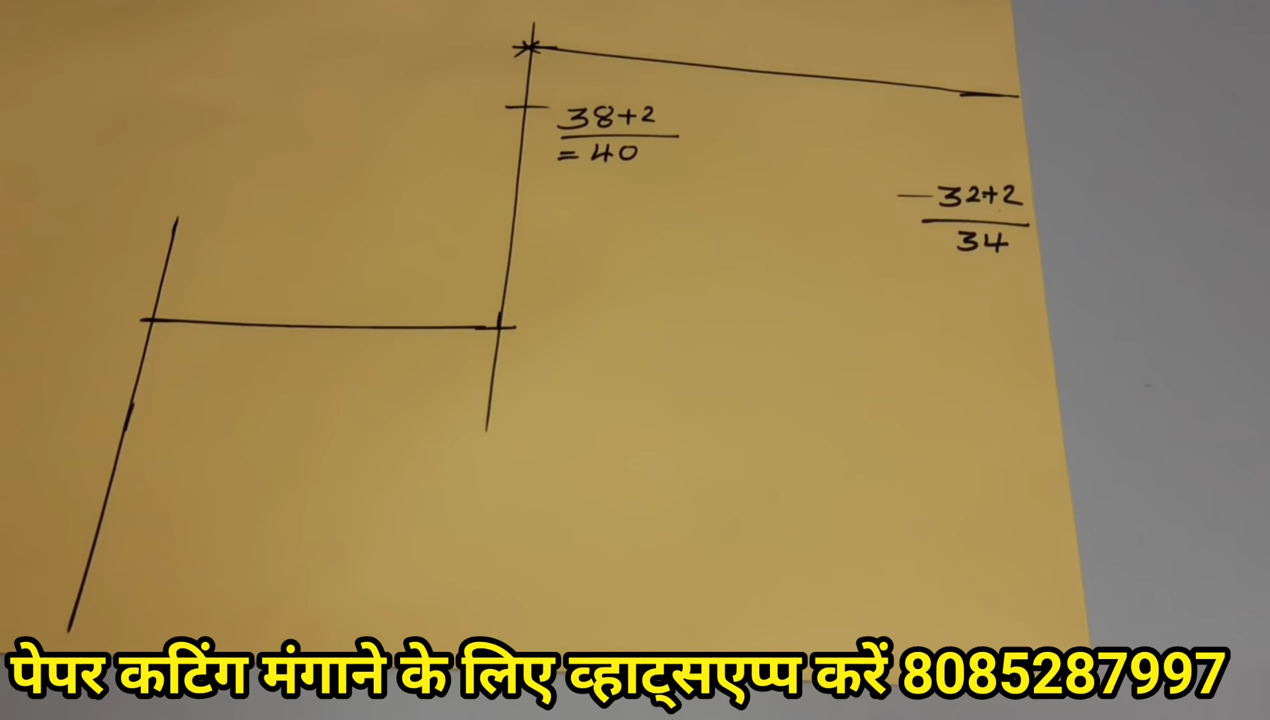 38+2
= 40
32+2
34
पेपर कटिंग मंगाने के लिए व्हाट्सएप्प करें 8085287997